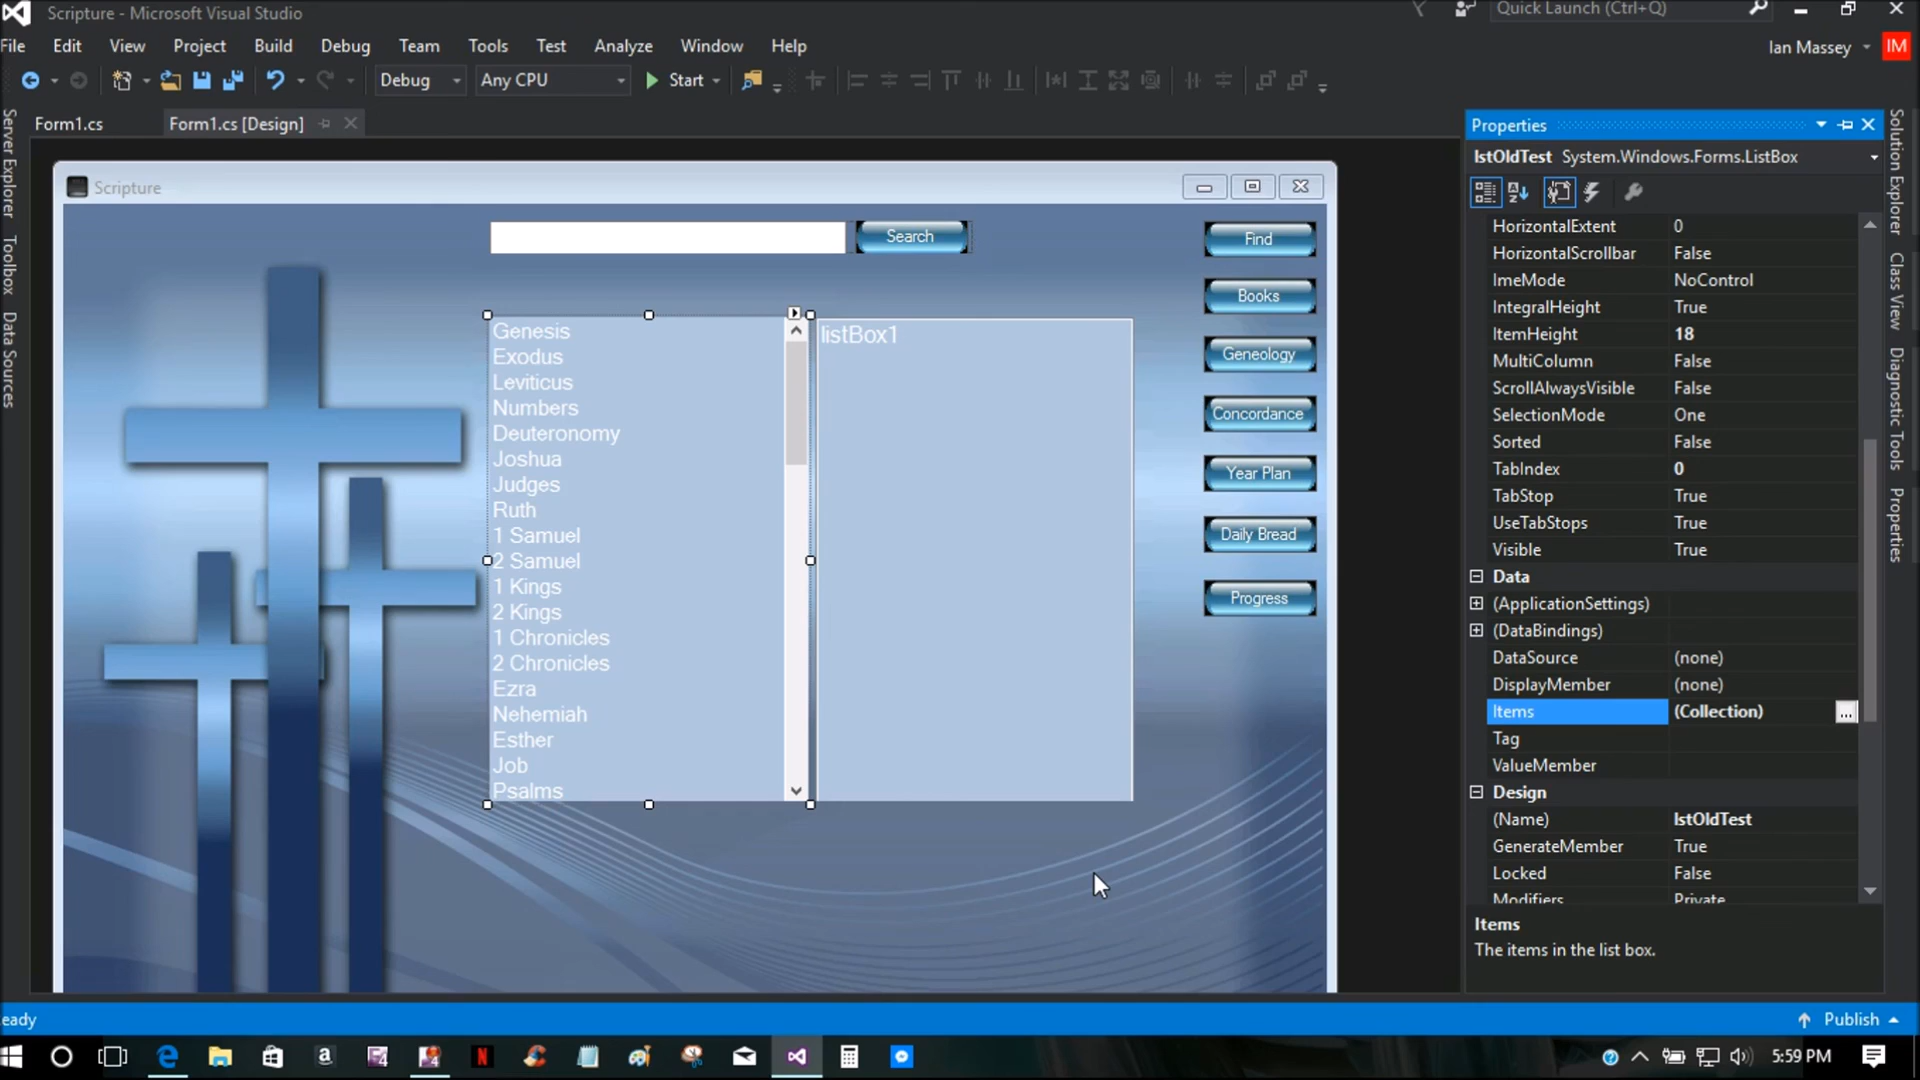 Scripture - Microsoft Visual Studio
Quick Launch (Ctrl+Q)
File Edit View Project Build Debug Team Tools Test Analyze Window Help
Ian Massey IM
Debug Any CPU Start
Form1.cs Form1.cs [Design]
Server Explorer
Toolbox
Data Sources
Scripture
Search
Find
Books
Geneology
Concordance
Year Plan
Daily Bread
Progress
Genesis
Exodus
Leviticus
Numbers
Deuteronomy
Joshua
Judges
Ruth
1 Samuel
2 Samuel
1 Kings
2 Kings
1 Chronicles
2 Chronicles
Ezra
Nehemiah
Esther
Job
Psalms
listBox1
Properties
lstOldTest System.Windows.Forms.ListBox
HorizontalExtent 0
HorizontalScrollbar False
ImeMode NoControl
IntegralHeight True
ItemHeight 18
MultiColumn False
ScrollAlwaysVisible False
SelectionMode One
Sorted False
TabIndex 0
TabStop True
UseTabStops True
Visible True
Data
(ApplicationSettings)
(DataBindings)
DataSource (none)
DisplayMember (none)
Items (Collection) ...
Tag
ValueMember
Design
(Name) lstOldTest
GenerateMember True
Locked False
Modifiers Private
Items
The items in the list box.
Solution Explorer
Class View
Diagnostic Tools
Properties
eady
Publish
5:59 PM